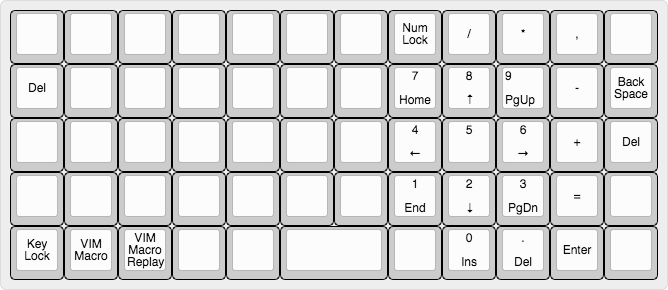 Num
Lock
/
*
,
Del
7
Home
8
↑
9
PgUp
-
Back
Space
4
←
5
6
→
+
Del
1
End
2
↓
3
PgDn
=
Key
Lock
VIM
Macro
VIM
Macro
Replay
0
Ins
.
Del
Enter